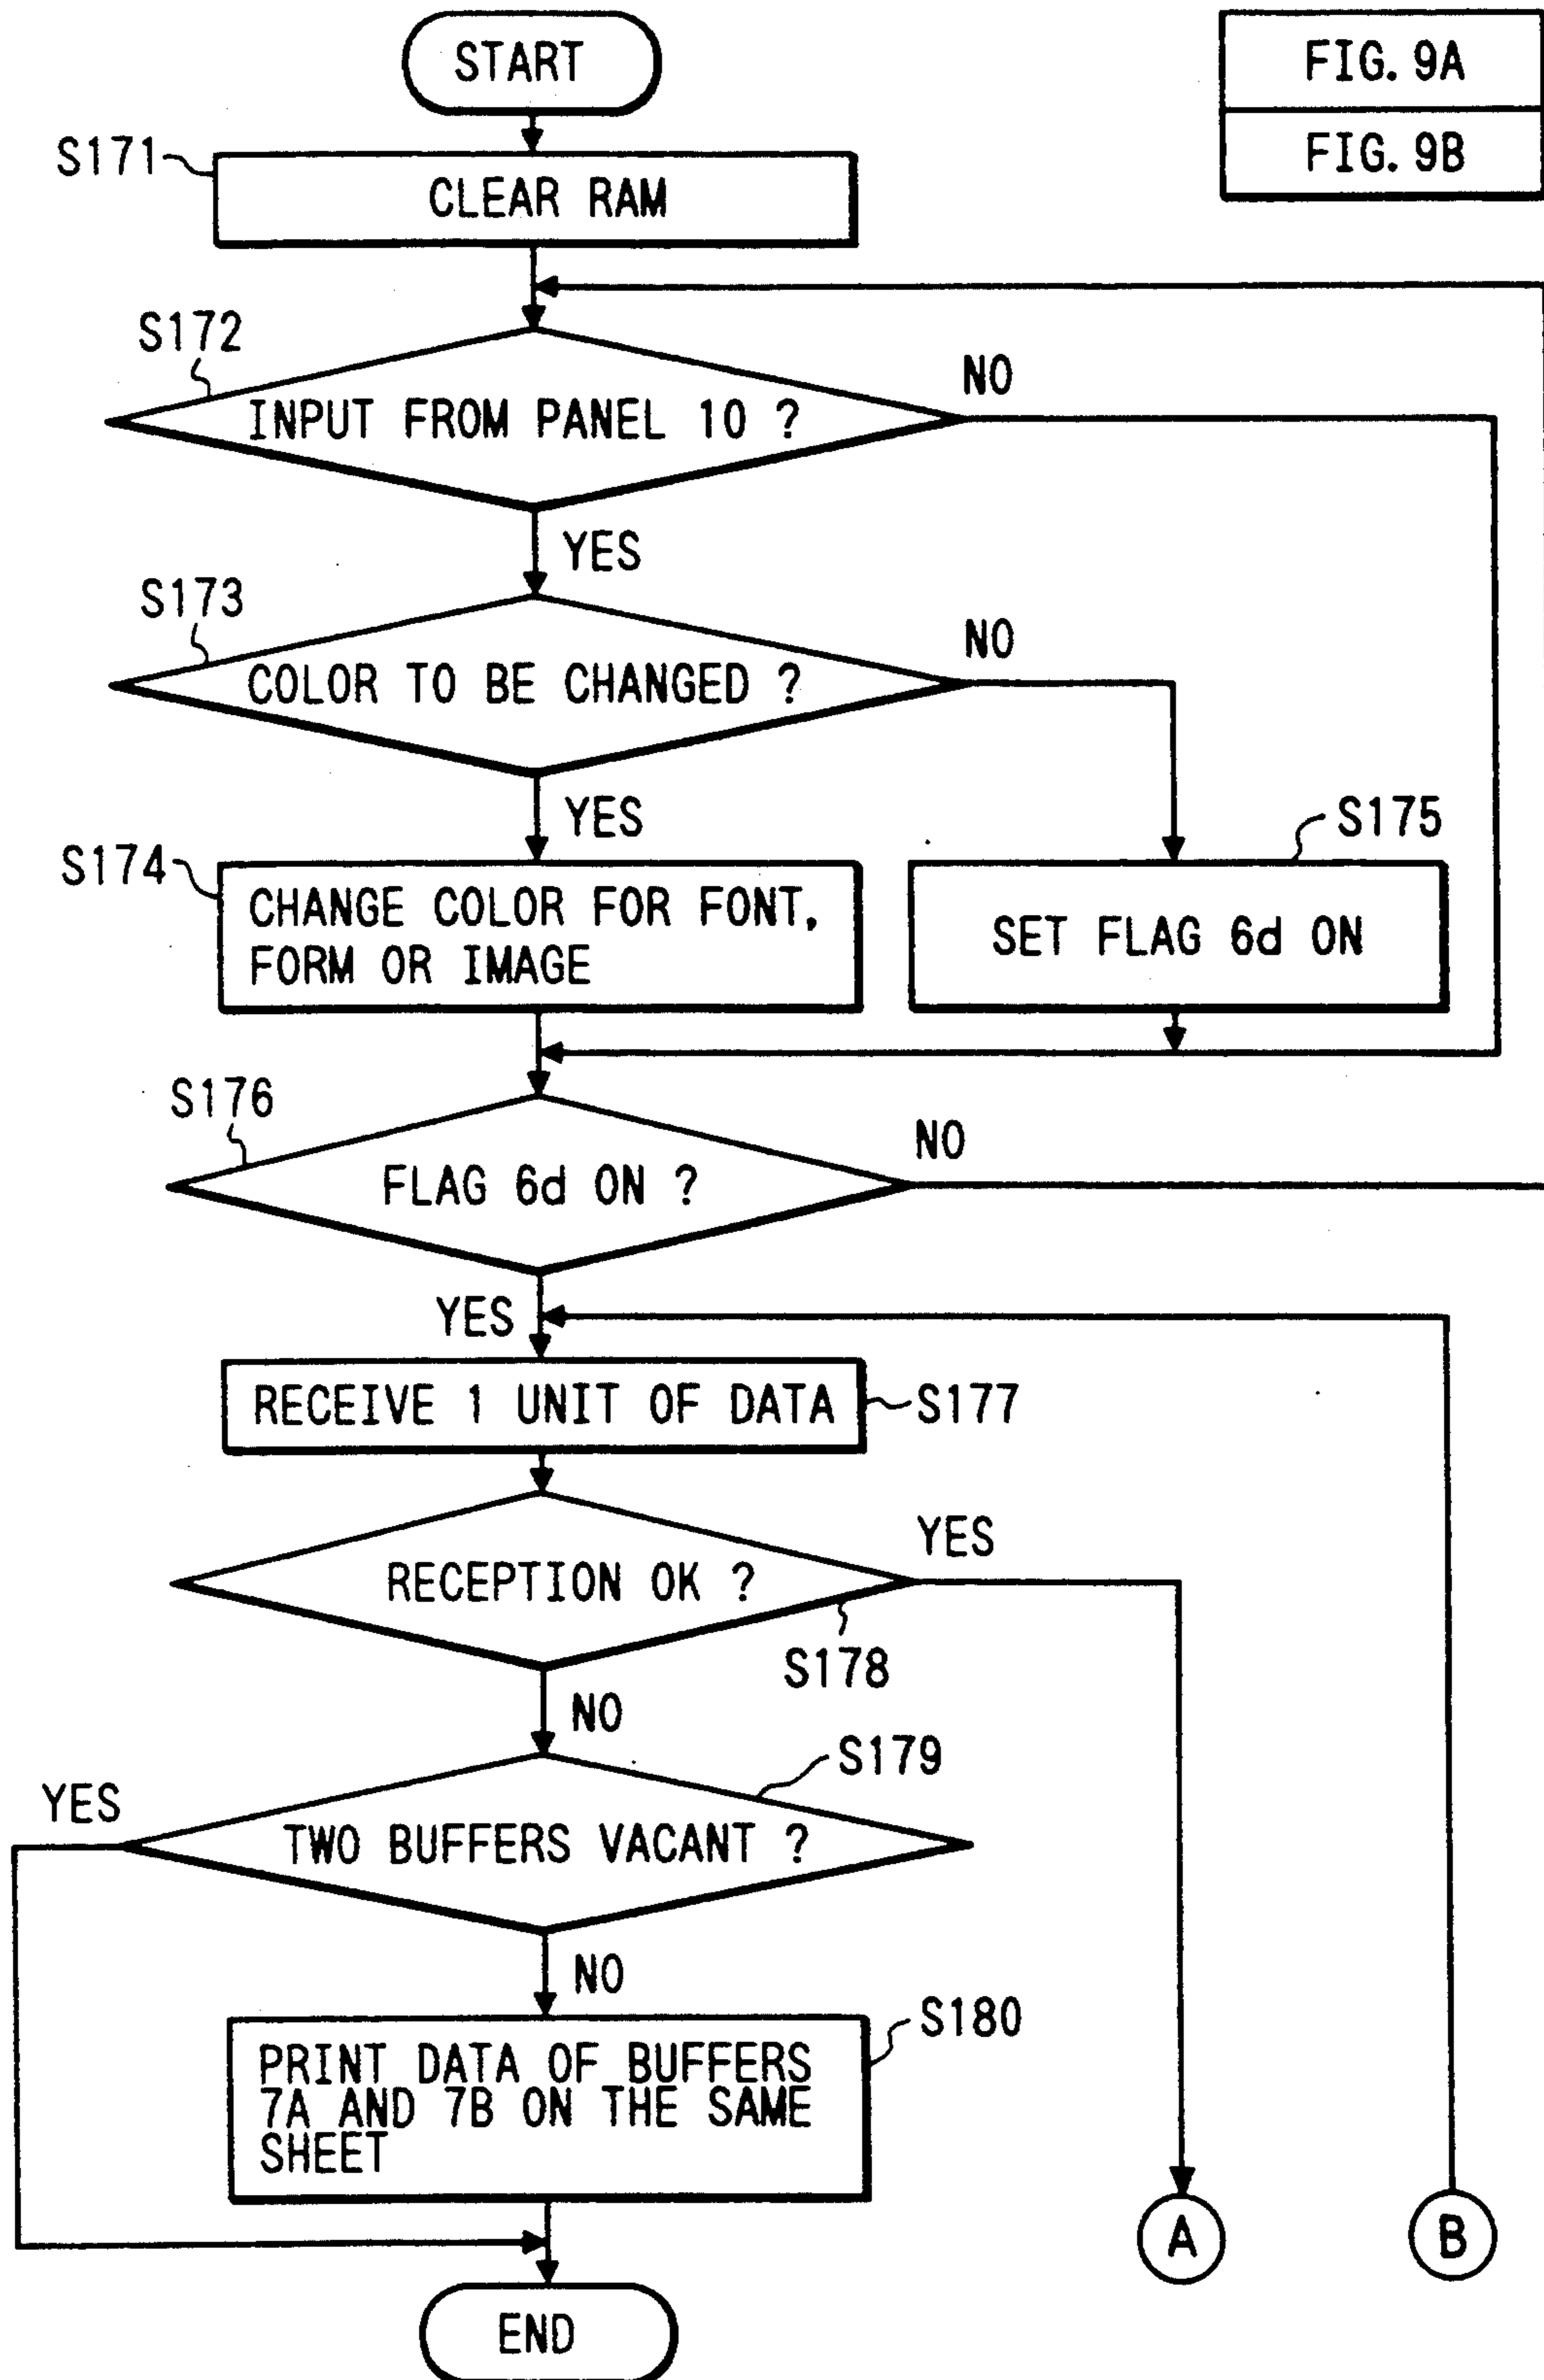 START
FIG. 9A
FIG. 9B
S171
CLEAR RAM
S172
INPUT FROM PANEL 10 ?
NO
YES
S173
COLOR TO BE CHANGED ?
NO
YES
S174
CHANGE COLOR FOR FONT,
FORM OR IMAGE
S175
SET FLAG 6d ON
S176
FLAG 6d ON ?
NO
YES
RECEIVE 1 UNIT OF DATA
S177
RECEPTION OK ?
YES
S178
NO
S179
YES
TWO BUFFERS VACANT ?
NO
S180
PRINT DATA OF BUFFERS
7A AND 7B ON THE SAME
SHEET
A
B
END